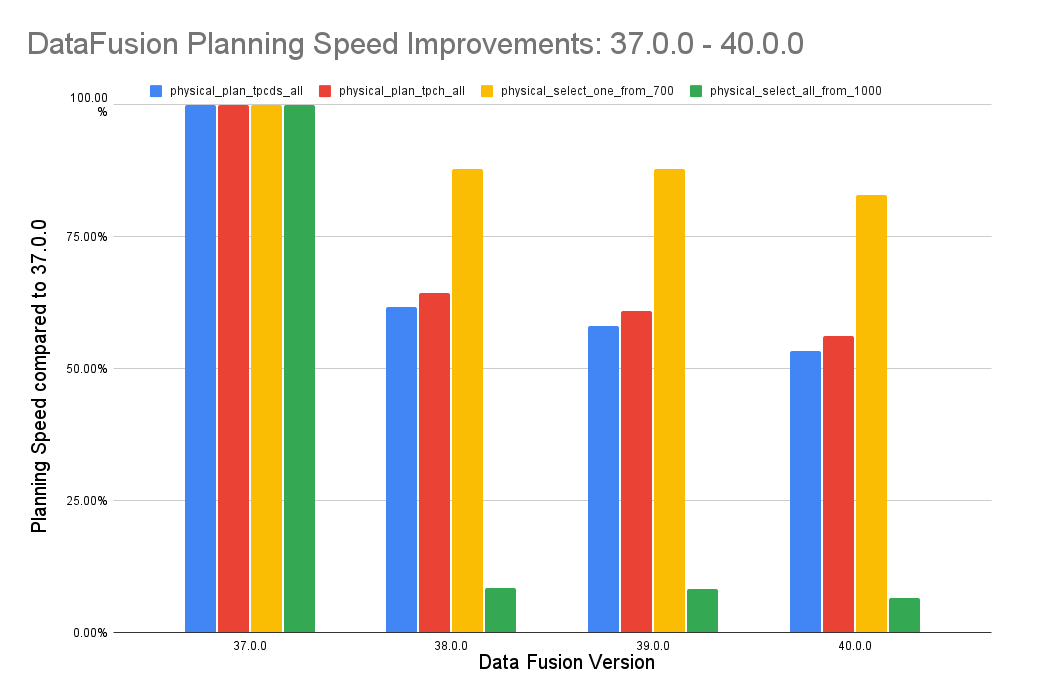 DataFusion Planning Speed Improvements: 37.0.0 - 40.0.0
physical_plan_tpcds_all physical_plan_tpch_all physical_select_one_from_700 physical_select_all_from_1000
100.00
%
75.00%
50.00%
25.00%
0.00%
Planning Speed compared to 37.0.0
37.0.0 38.0.0 39.0.0 40.0.0
Data Fusion Version